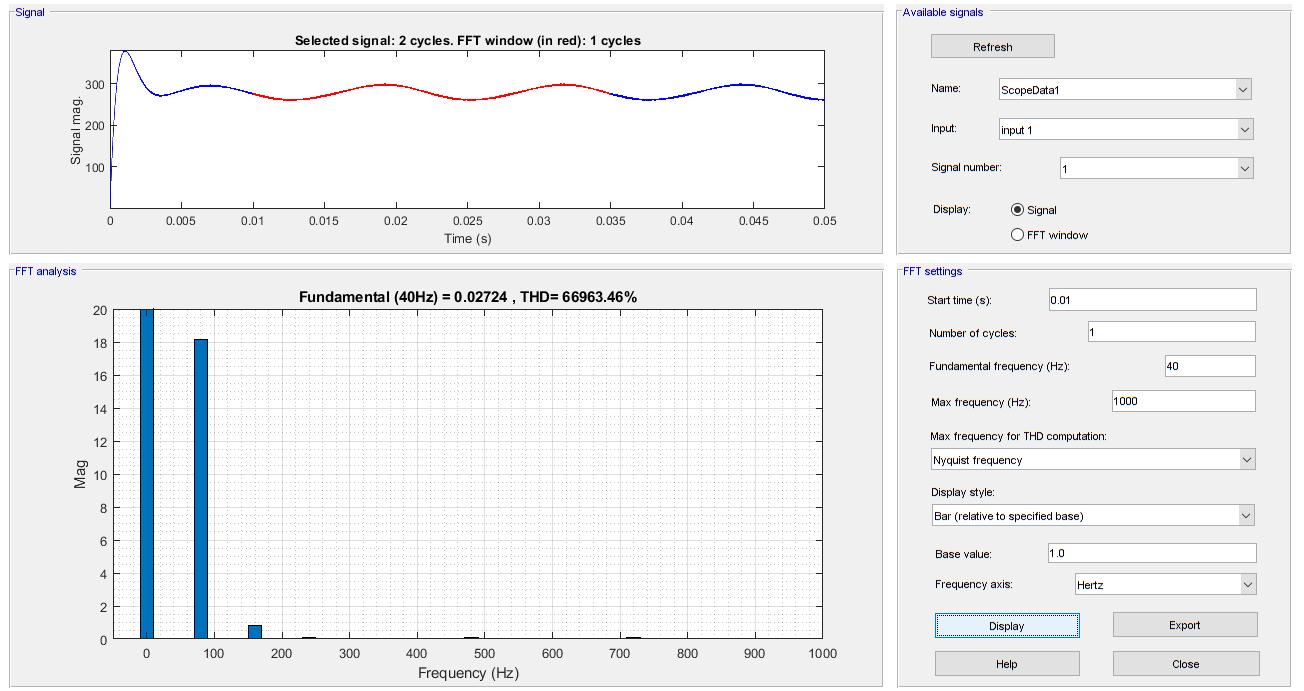 Signal
Selected signal: 2 cycles. FFT window (in red): 1 cycles
300
200
100
Signal mag.
0 0.005 0.01 0.015 0.02 0.025 0.03 0.035 0.04 0.045 0.05
Time (s)
Available signals
Refresh
Name: ScopeData1
Input: input 1
Signal number: 1
Display: Signal
FFT window
FFT analysis
Fundamental (40Hz) = 0.02724 , THD= 66963.46%
20
18
16
14
12
10
8
6
4
2
0
Mag
0 100 200 300 400 500 600 700 800 900 1000
Frequency (Hz)
FFT settings
Start time (s): 0.01
Number of cycles: 1
Fundamental frequency (Hz): 40
Max frequency (Hz): 1000
Max frequency for THD computation:
Nyquist frequency
Display style:
Bar (relative to specified base)
Base value: 1.0
Frequency axis: Hertz
Display Export
Help Close